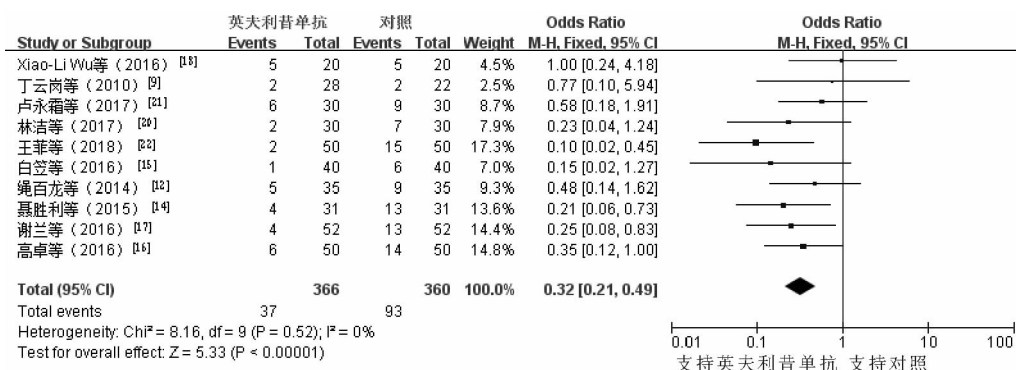 英夫利昔单抗 对照 Odds Ratio Odds Ratio
Study or Subgroup Events Total Events Total Weight M-H, Fixed, 95% CI M-H, Fixed, 95% CI
Xiao-Li Wu等（2016）[18] 5 20 5 20 4.5% 1.00 [0.24, 4.18]
丁云岗等（2010）[9] 2 28 2 22 2.5% 0.77 [0.10, 5.94]
卢永霜等（2017）[21] 6 30 9 30 8.7% 0.58 [0.18, 1.91]
林洁等（2017）[20] 2 30 7 30 7.9% 0.23 [0.04, 1.24]
王菲等（2018）[22] 2 50 15 50 17.3% 0.10 [0.02, 0.45]
白笠等（2016）[15] 1 40 6 40 7.0% 0.15 [0.02, 1.27]
绳百龙等（2014）[12] 5 35 9 35 9.3% 0.48 [0.14, 1.62]
聂胜利等（2015）[14] 4 31 13 31 13.6% 0.21 [0.06, 0.73]
谢兰等（2016）[17] 4 52 13 52 14.8% 0.25 [0.08, 0.83]
高卓等（2016）[16] 6 50 14 50 14.4% 0.35 [0.12, 1.00]
Total (95% CI) 366 360 100.0% 0.32 [0.21, 0.49]
Total events 37 93
Heterogeneity: Chi² = 8.16, df = 9 (P = 0.52); I² = 0%
Test for overall effect: Z = 5.33 (P < 0.00001)
0.01 0.1 1 10 100
支持英夫利昔单抗 支持对照